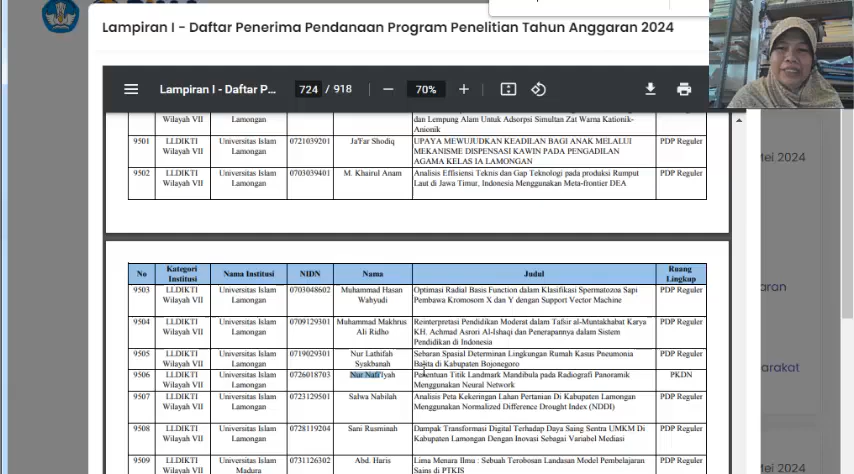 Lampiran I - Daftar Penerima Pendanaan Program Penelitian Tahun Anggaran 2024
Lampiran I - Daftar P... 724 / 918 70%
LLDIKTI Wilayah VII Universitas Islam Lamongan dan Lempung Alam Untuk Adsorpsi Simultan Zat Warna Kationik-
Anionik
9501 LLDIKTI Universitas Islam 0721039201 Ja'Far Shodiq UPAYA MEWUJUDKAN KEADILAN BAGI ANAK MELALUI PDP Reguler
Wilayah VII Lamongan MEKANISME DISPENSASI KAWIN PADA PENGADILAN
AGAMA KELAS IA LAMONGAN
9502 LLDIKTI Universitas Islam 0703039401 M. Khairul Anam Analisis Effisiensi Teknis dan Gap Teknologi pada produksi Rumput PDP Reguler
Wilayah VII Lamongan Laut di Jawa Timur, Indonesia Menggunakan Meta-frontier DEA
No Kategori Institusi Nama Institusi NIDN Nama Judul Ruang Lingkup
9503 LLDIKTI Universitas Islam 0703048602 Muhammad Hasan Optimasi Radial Basis Function dalam Klasifikasi Spermatozoa Sapi PDP Reguler
Wilayah VII Lamongan Wahyudi Pembawa Kromosom X dan Y dengan Support Vector Machine
9504 LLDIKTI Universitas Islam 0709129301 Muhammad Makhrus Reinterpretasi Pendidikan Moderat dalam Tafsir al-Muntakhabat Karya PDP Reguler
Wilayah VII Lamongan Ali Ridho KH. Achmad Asrori Al-Ishaqi dan Penerapannya dalam Sistem
Pendidikan di Indonesia
9505 LLDIKTI Universitas Islam 0719029301 Nur Lathifah Sebaran Spasial Determinan Lingkungan Rumah Kasus Pneumonia PDP Reguler
Wilayah VII Lamongan Syakbanah Balita di Kabupaten Bojonegoro
9506 LLDIKTI Universitas Islam 0726018703 Nur Nafi'iyah Penentuan Titik Landmark Mandibula pada Radiografi Panoramik PKDN
Wilayah VII Lamongan Menggunakan Neural Network
9507 LLDIKTI Universitas Islam 0723129501 Salwa Nabilah Analisis Peta Kekeringan Lahan Pertanian Di Kabupaten Lamongan PDP Reguler
Wilayah VII Lamongan Menggunakan Normalized Difference Drought Index (NDDI)
9508 LLDIKTI Universitas Islam 0728119204 Sani Rusminah Dampak Transformasi Digital Terhadap Daya Saing Sentra UMKM Di PDP Reguler
Wilayah VII Lamongan Kabupaten Lamongan Dengan Inovasi Sebagai Variabel Mediasi
9509 LLDIKTI Universitas Islam 0731126302 Abd. Haris Lima Menara Ilmu : Sebuah Terobosan Landasan Model Pembelajaran PDP Reguler
Wilayah VII Madura Sains di PTKIS
Mei 2024
aran
arakat
Mei 2024